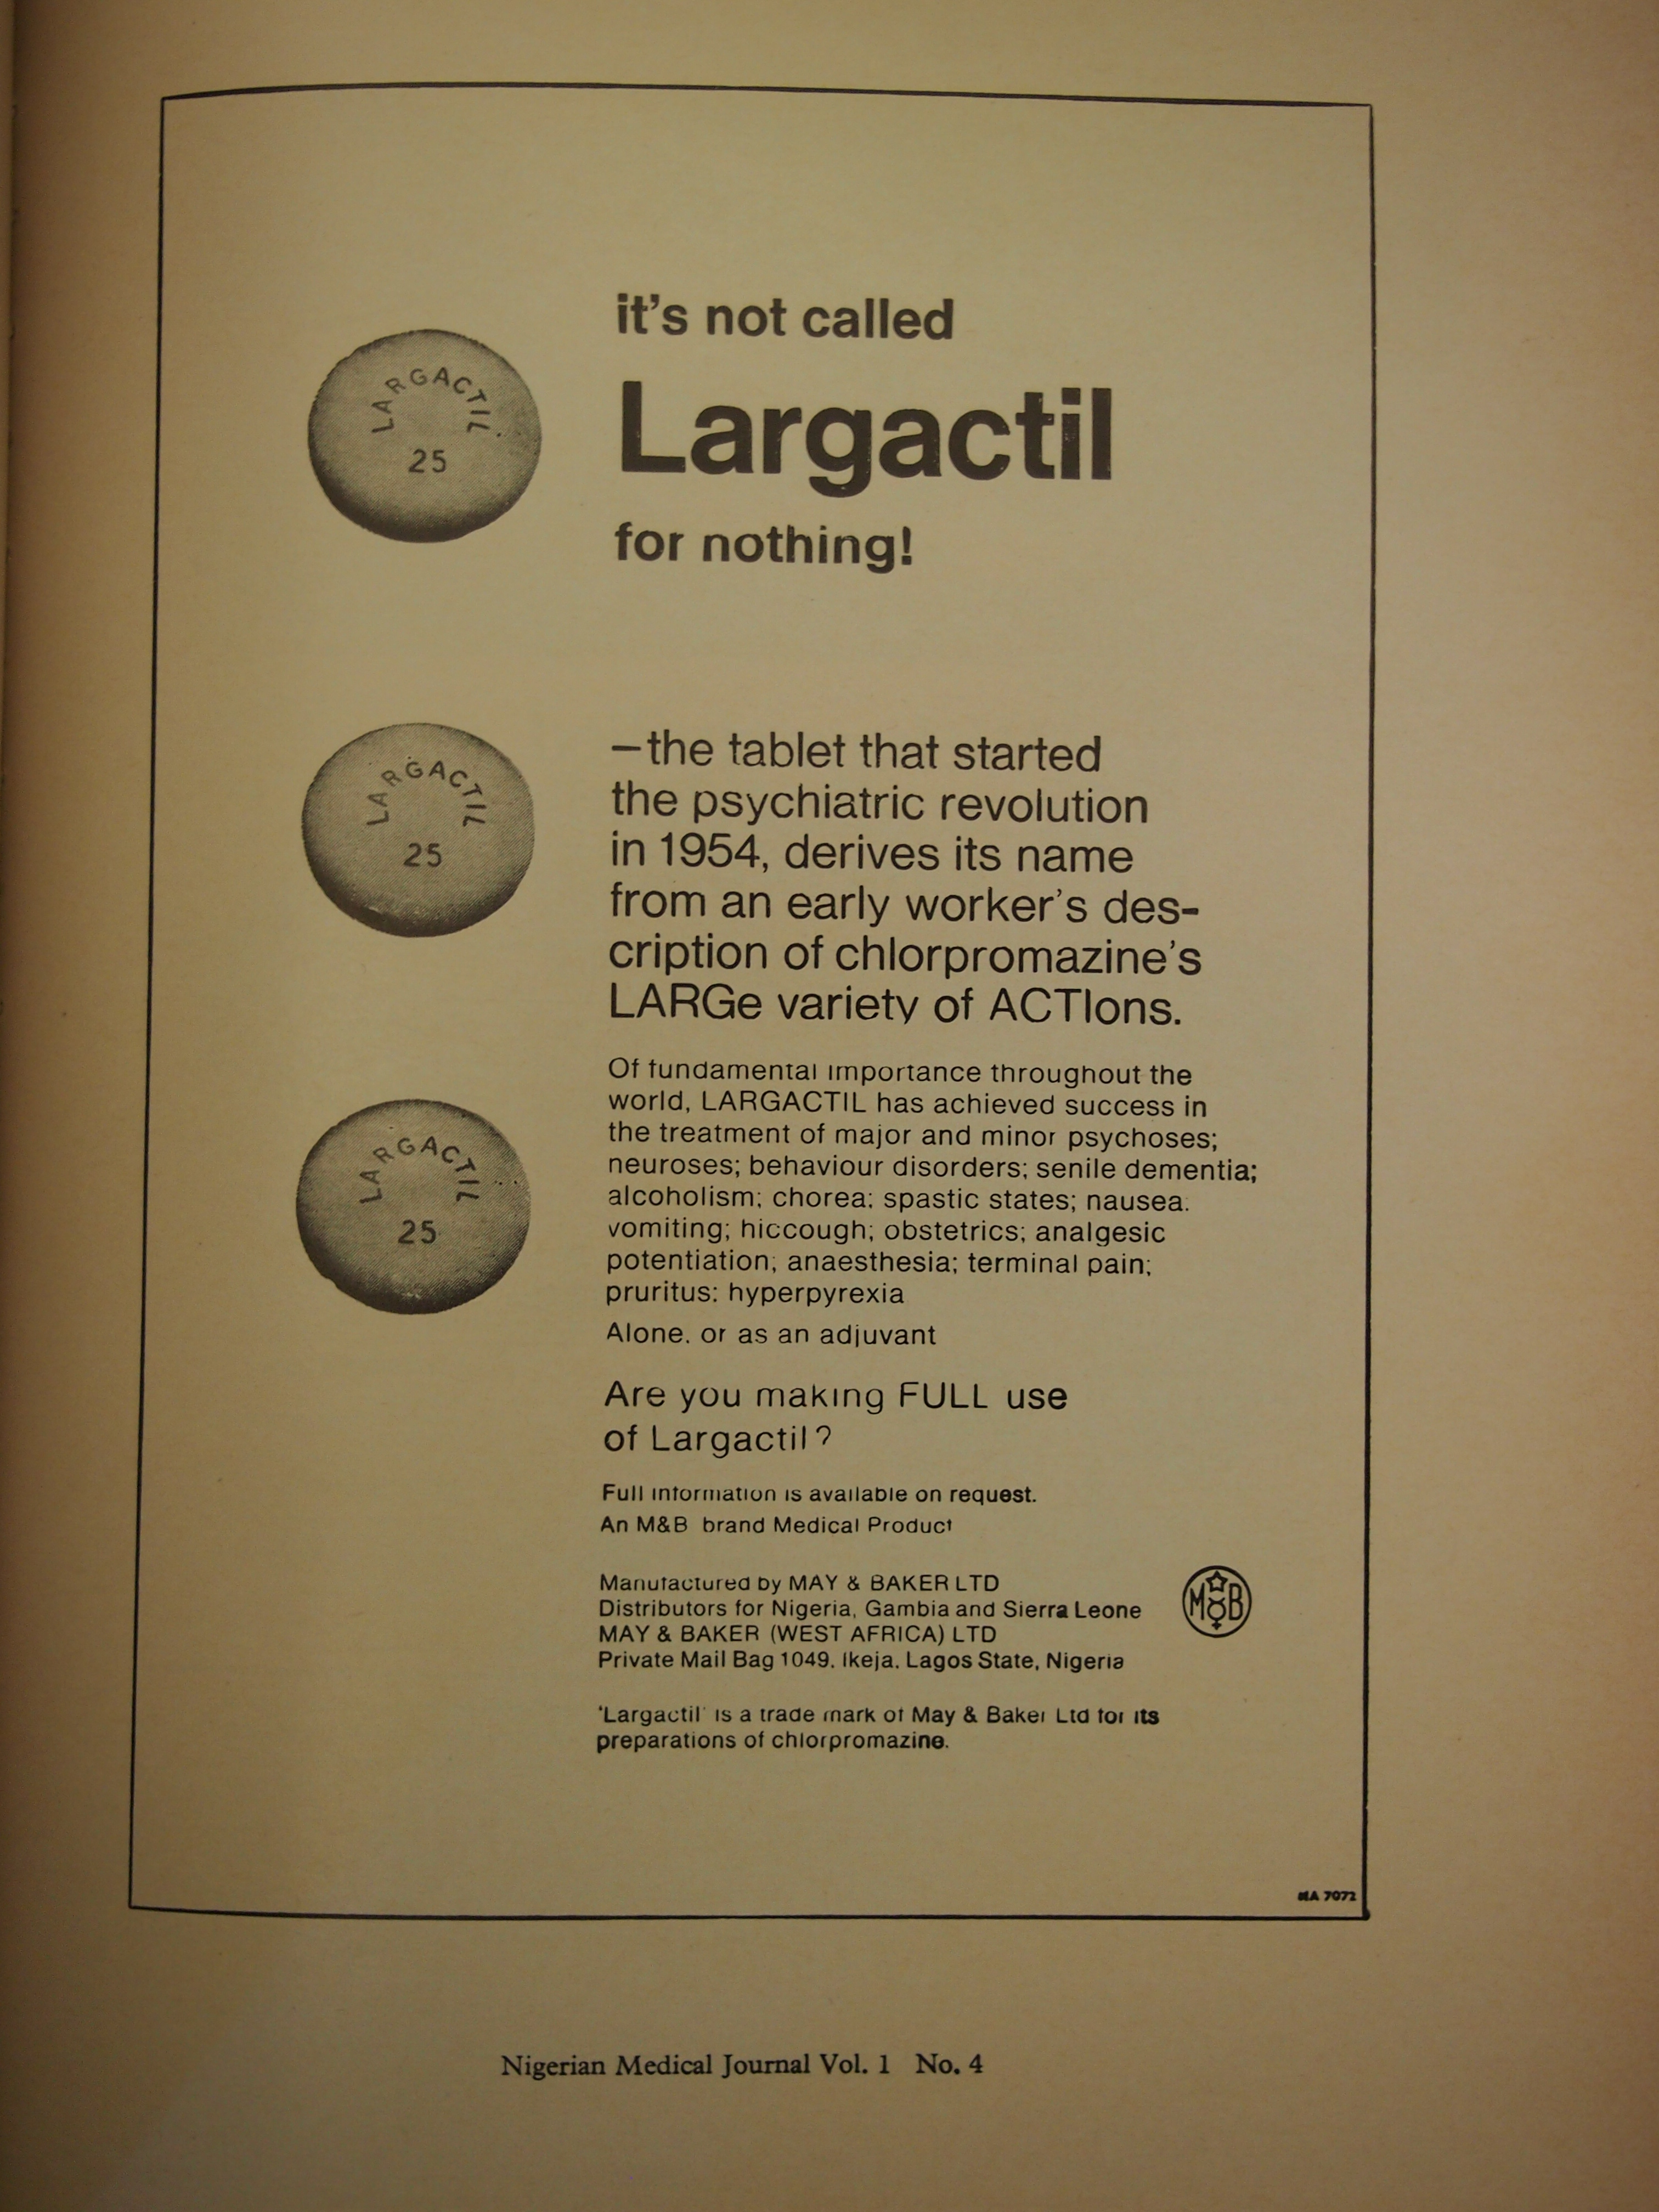 it's not called
Largactil
for nothing!
LARGACTIL
25
–the tablet that started
the psychiatric revolution
in 1954, derives its name
from an early worker's des-
cription of chlorpromazine's
LARGe variety of ACTIons.
LARGACTIL
25
Of fundamental importance throughout the
world, LARGACTIL has achieved success in
the treatment of major and minor psychoses;
neuroses; behaviour disorders; senile dementia;
alcoholism; chorea; spastic states; nausea.
vomiting; hiccough; obstetrics; analgesic
potentiation; anaesthesia; terminal pain;
pruritus: hyperpyrexia
Alone. or as an adjuvant
LARGACTIL
25
Are you making FULL use
of Largactil?
Full information is available on request.
An M&B brand Medical Product
Manufactured by MAY & BAKER LTD
Distributors for Nigeria, Gambia and Sierra Leone
MAY & BAKER (WEST AFRICA) LTD
Private Mail Bag 1049. Ikeja. Lagos State, Nigeria
M&B
'Largactil' is a trade mark of May & Baker Ltd for its
preparations of chlorpromazine.
MA 7072
Nigerian Medical Journal Vol. 1 No. 4